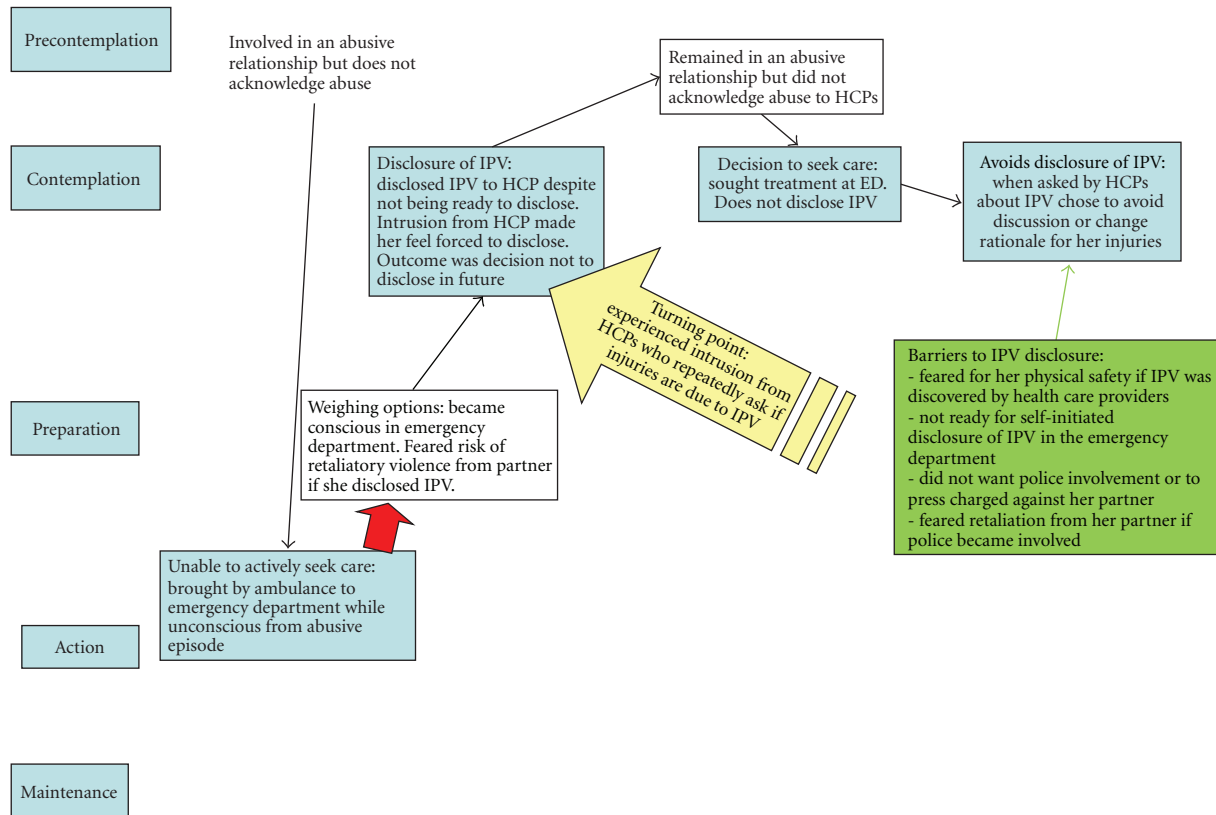 Precontemplation
Involved in an abusive
relationship but does not
acknowledge abuse
Remained in an abusive
relationship but did not
acknowledge abuse to HCPs
Contemplation
Disclosure of IPV:
disclosed IPV to HCP despite
not being ready to disclose.
Intrusion from HCP made
her feel forced to disclose.
Outcome was decision not to
disclose in future
Decision to seek care:
sought treatment at ED.
Does not disclose IPV
Avoids disclosure of IPV:
when asked by HCPs
about IPV chose to avoid
discussion or change
rationale for her injuries
Turning point:
experienced intrusion from
HCPs who repeatedly ask if
injuries are due to IPV
Barriers to IPV disclosure:
- feared for her physical safety if IPV was
discovered by health care providers
- not ready for self-initiated
disclosure of IPV in the emergency
department
- did not want police involvement or to
press charged against her partner
- feared retaliation from her partner if
police became involved
Preparation
Weighing options: became
conscious in emergency
department. Feared risk of
retaliatory violence from partner
if she disclosed IPV.
Unable to actively seek care:
brought by ambulance to
emergency department while
unconscious from abusive
episode
Action
Maintenance